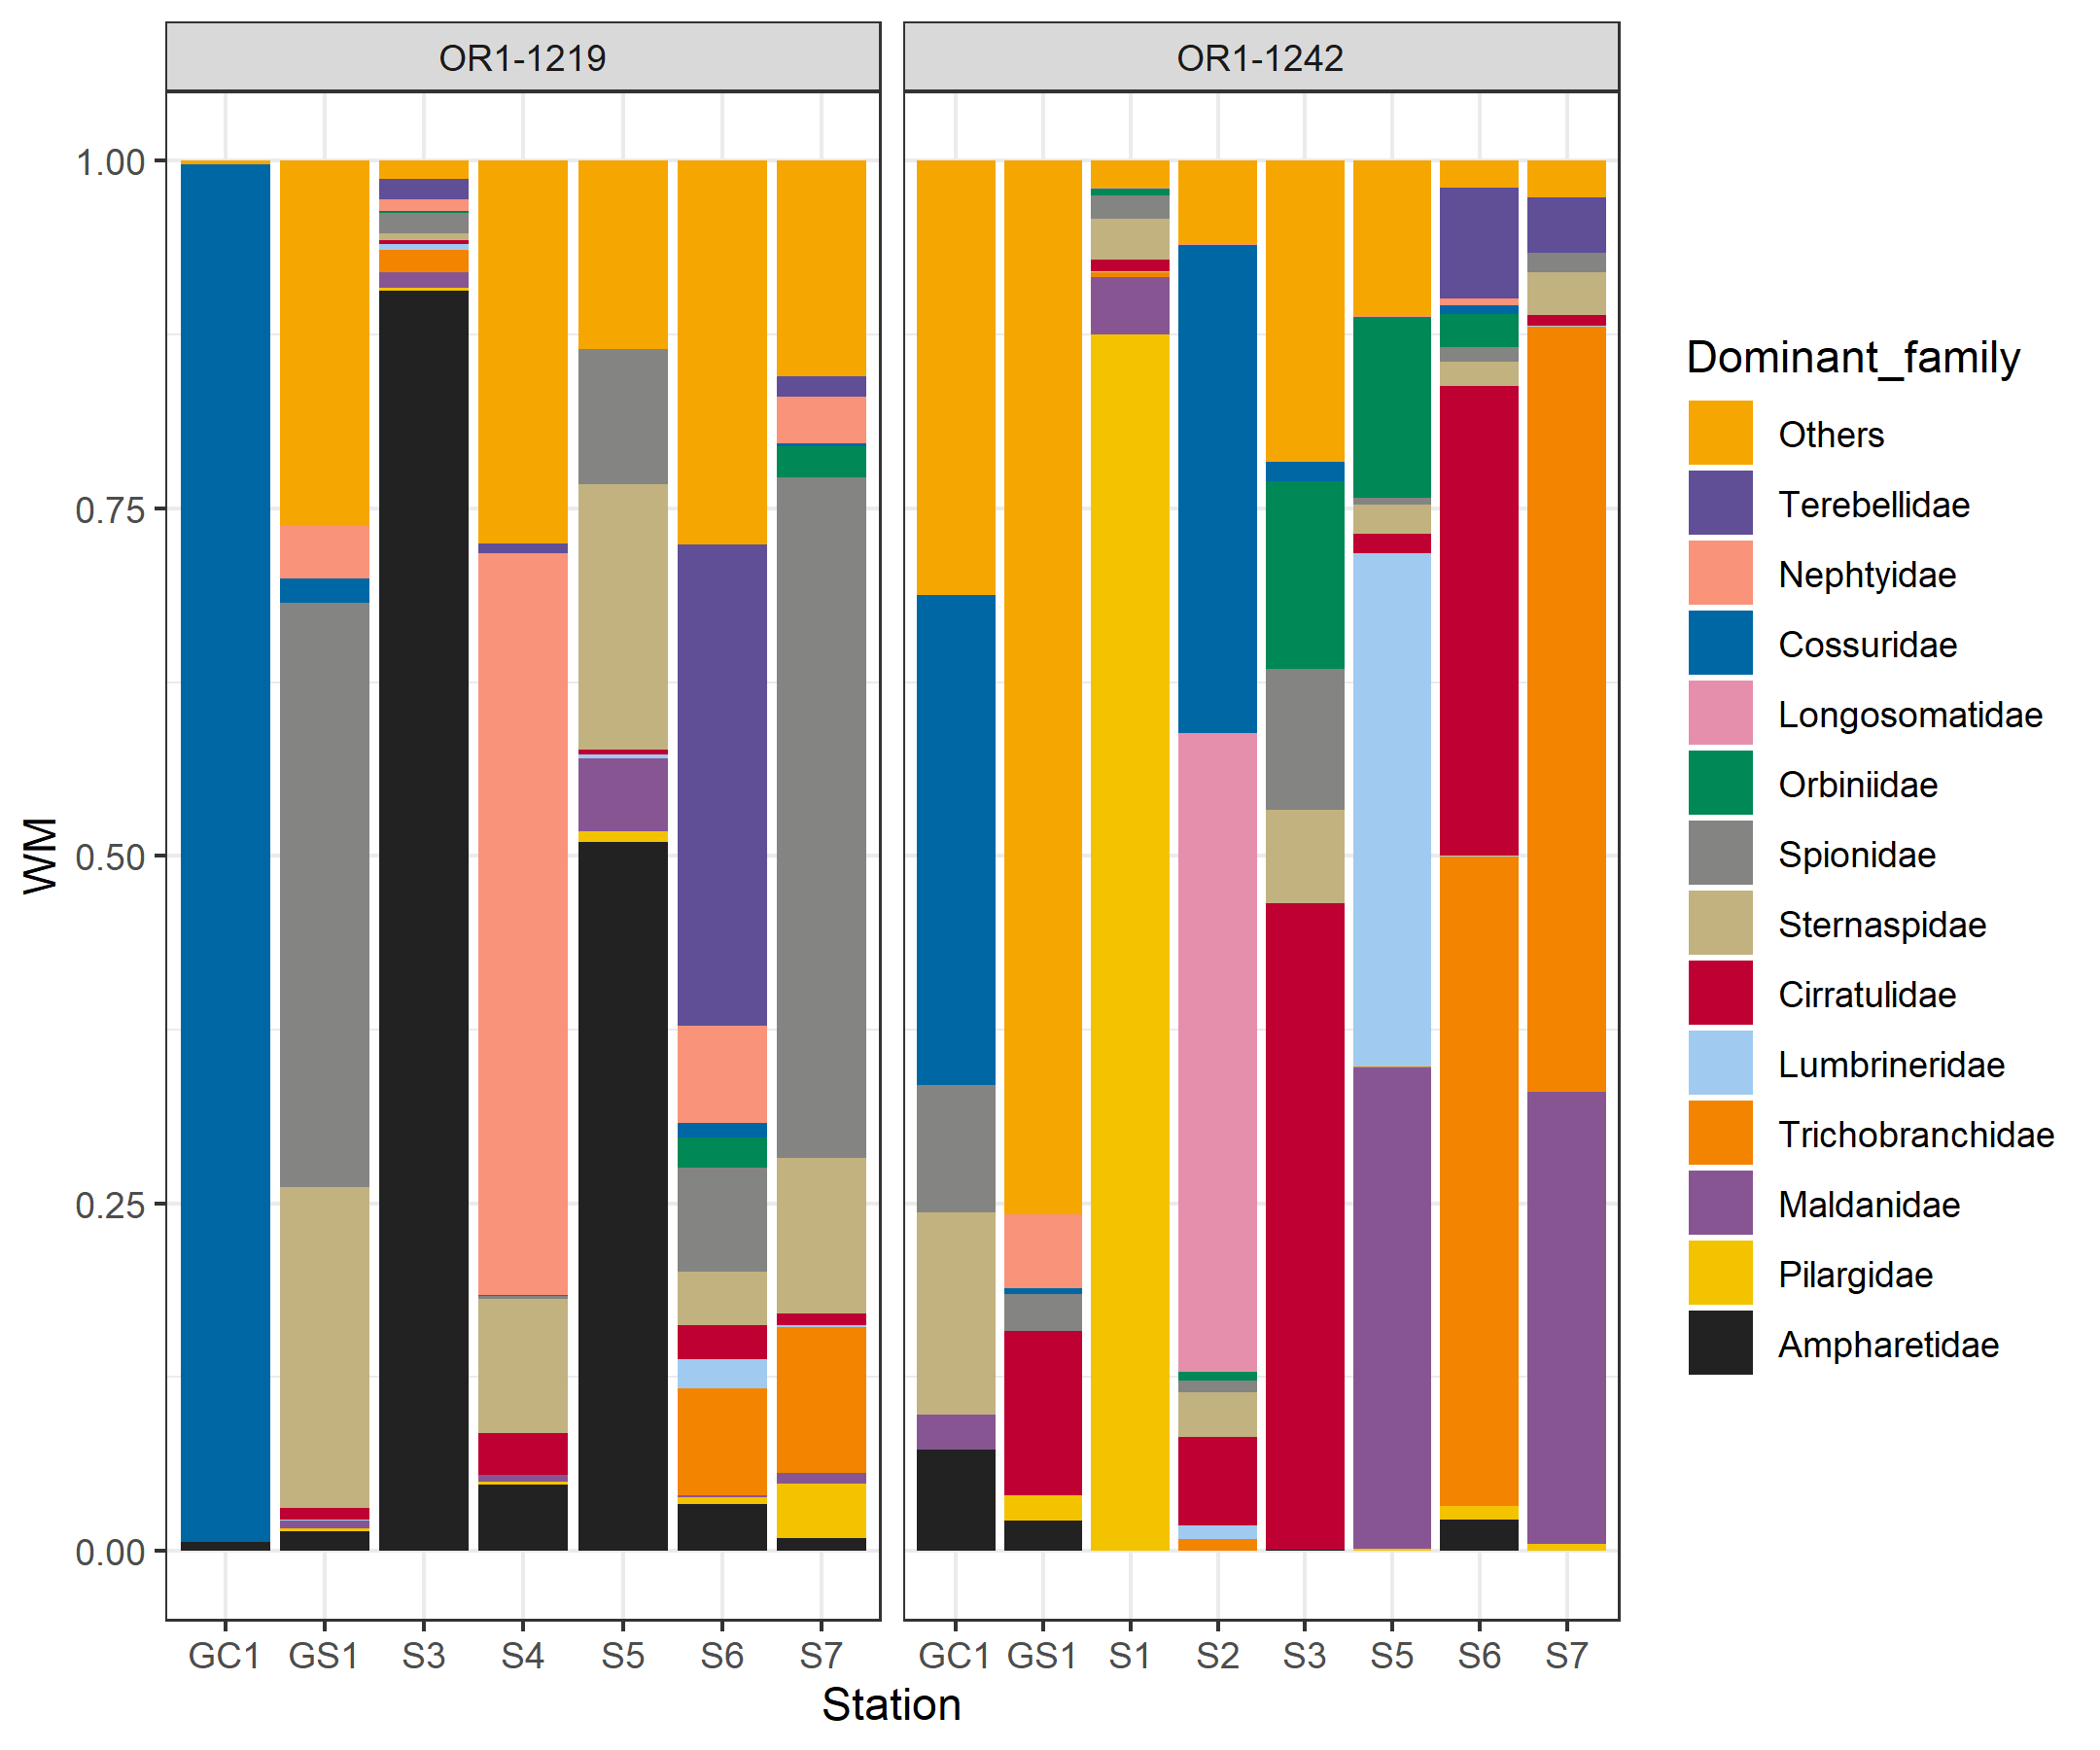 OR1-1219
OR1-1242
WM
1.00
0.75
0.50
0.25
0.00
GC1 GS1 S3 S4 S5 S6 S7
GC1 GS1 S1 S2 S3 S5 S6 S7
Station
Dominant_family
Others
Terebellidae
Nephtyidae
Cossuridae
Longosomatidae
Orbiniidae
Spionidae
Sternaspidae
Cirratulidae
Lumbrineridae
Trichobranchidae
Maldanidae
Pilargidae
Ampharetidae